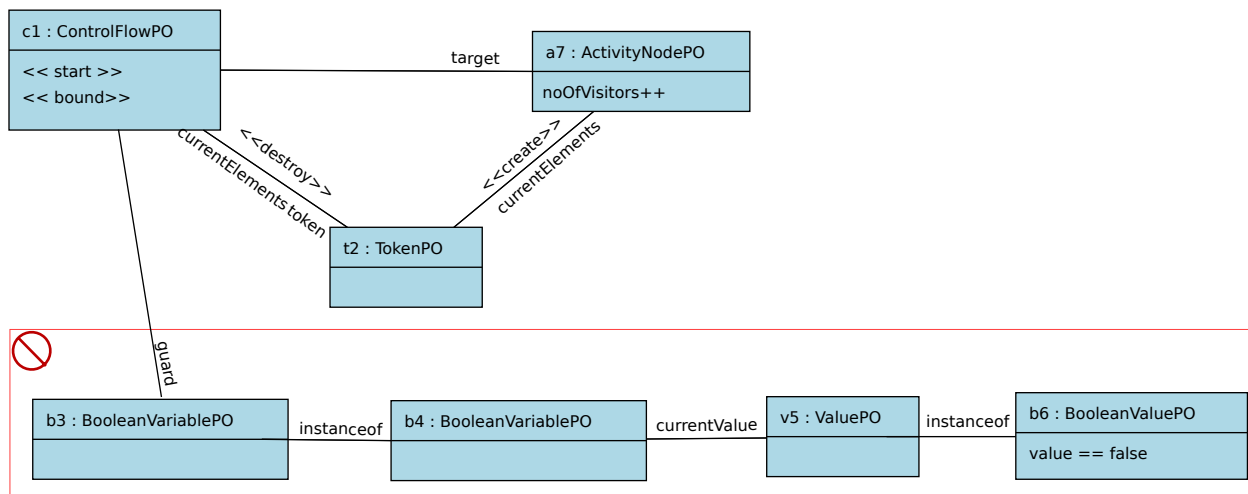 c1 : ControlFlowPO
<< start >>
<< bound>>
target
a7 : ActivityNodePO
noOfVisitors++
<<destroy>>
currentElements token
<<create>>
currentElements
t2 : TokenPO
guard
b3 : BooleanVariablePO
instanceof
b4 : BooleanVariablePO
currentValue
v5 : ValuePO
instanceof
b6 : BooleanValuePO
value == false